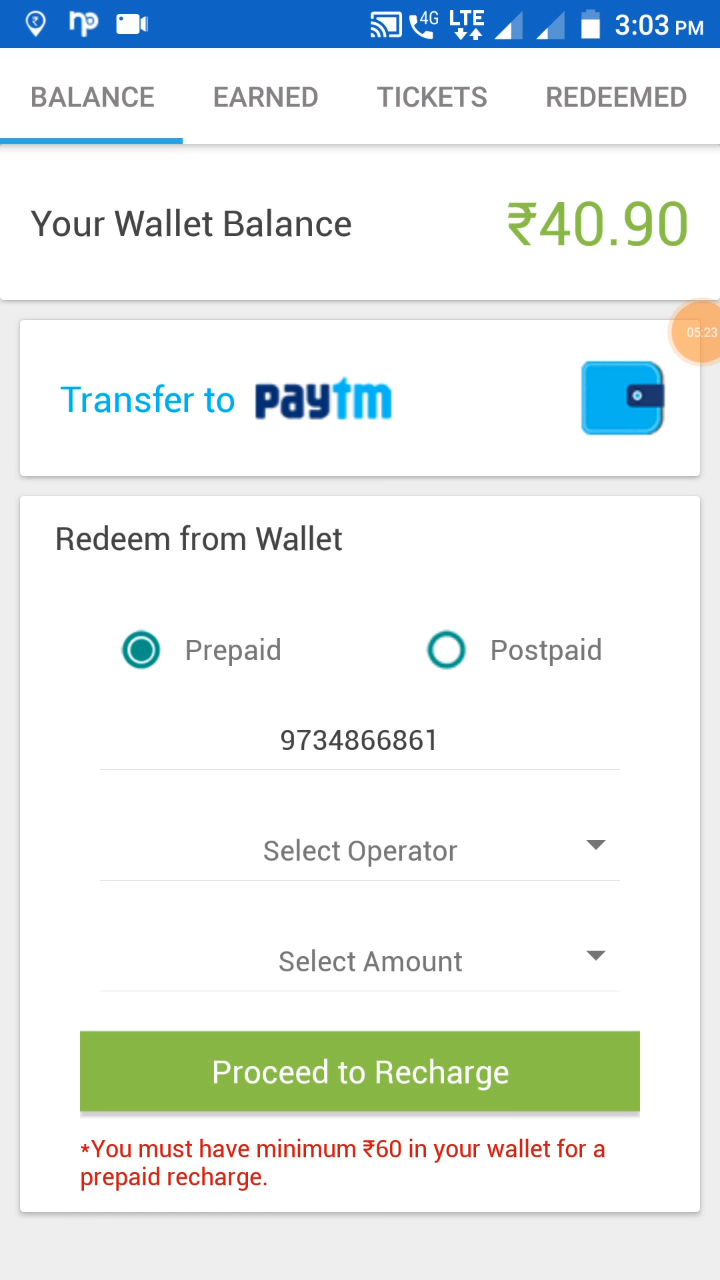 np 4G LTE 3:03 PM
BALANCE EARNED TICKETS REDEEMED
Your Wallet Balance ₹40.90
05:23
Transfer to paytm
Redeem from Wallet
Prepaid Postpaid
9734866861
Select Operator
Select Amount
Proceed to Recharge
*You must have minimum ₹60 in your wallet for a
prepaid recharge.